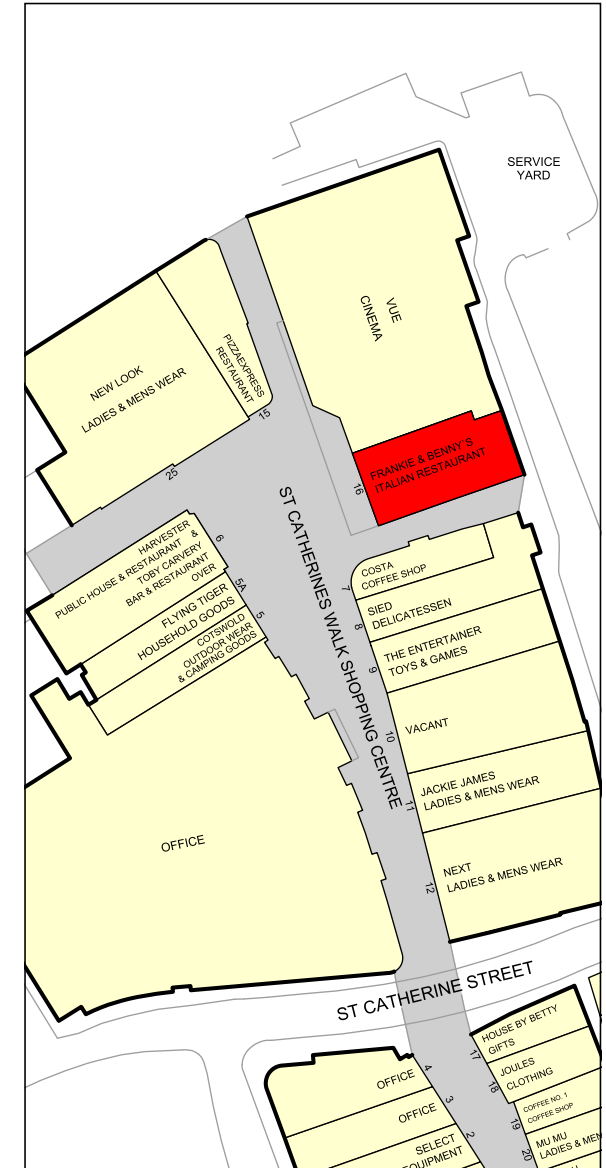 SERVICE
YARD
VUE
CINEMA
PIZZAEXPRESS
RESTAURANT
NEW LOOK
LADIES & MENS WEAR
15
25
FRANKIE & BENNY'S
ITALIAN RESTAURANT
16
ST CATHERINES WALK SHOPPING CENTRE
HARVESTER
PUBLIC HOUSE & RESTAURANT &
TOBY CARVERY
BAR & RESTAURANT
OVER
6
5A
FLYING TIGER
HOUSEHOLD GOODS
5
COTSWOLD
OUTDOOR WEAR
& CAMPING GOODS
COSTA
COFFEE SHOP
7
SIED
DELICATESSEN
8
THE ENTERTAINER
TOYS & GAMES
9
VACANT
10
JACKIE JAMES
LADIES & MENS WEAR
11
NEXT
LADIES & MENS WEAR
12
OFFICE
ST CATHERINE STREET
HOUSE BY BETTY
GIFTS
17
JOULES
CLOTHING
18
COFFEE NO. 1
COFFEE SHOP
19
MU MU
LADIES & MEN
20
OFFICE
4
OFFICE
3
SELECT
QUIPMENT
2